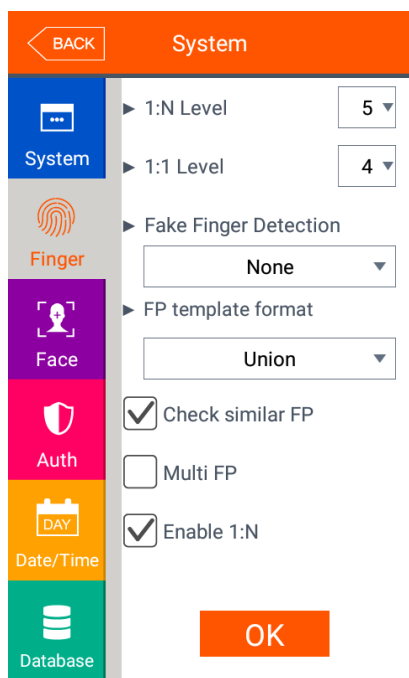 BACK
System
System
Finger
Face
Auth
DAY
Date/Time
Database
► 1:N Level
5
► 1:1 Level
4
► Fake Finger Detection
None
► FP template format
Union
Check similar FP
Multi FP
Enable 1:N
OK